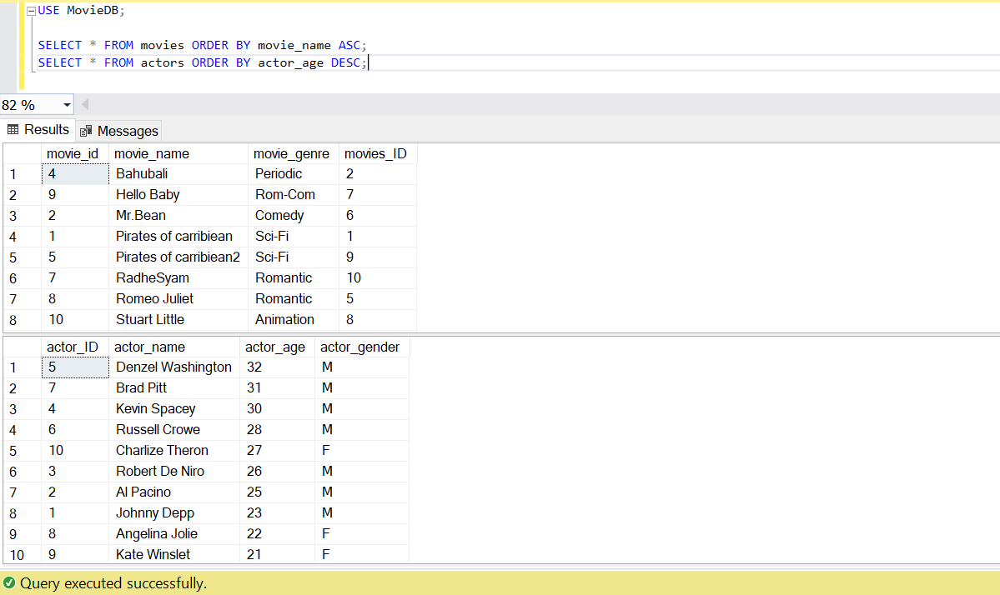 USE MovieDB;
SELECT * FROM movies ORDER BY movie_name ASC;
SELECT * FROM actors ORDER BY actor_age DESC;
82 %
Results Messages
movie_id movie_name movie_genre movies_ID
1 4 Bahubali Periodic 2
2 9 Hello Baby Rom-Com 7
3 2 Mr.Bean Comedy 6
4 1 Pirates of carribiean Sci-Fi 1
5 5 Pirates of carribiean2 Sci-Fi 9
6 7 RadheSyam Romantic 10
7 8 Romeo Juliet Romantic 5
8 10 Stuart Little Animation 8
actor_ID actor_name actor_age actor_gender
1 5 Denzel Washington 32 M
2 7 Brad Pitt 31 M
3 4 Kevin Spacey 30 M
4 6 Russell Crowe 28 M
5 10 Charlize Theron 27 F
6 3 Robert De Niro 26 M
7 2 Al Pacino 25 M
8 1 Johnny Depp 23 M
9 8 Angelina Jolie 22 F
10 9 Kate Winslet 21 F
Query executed successfully.